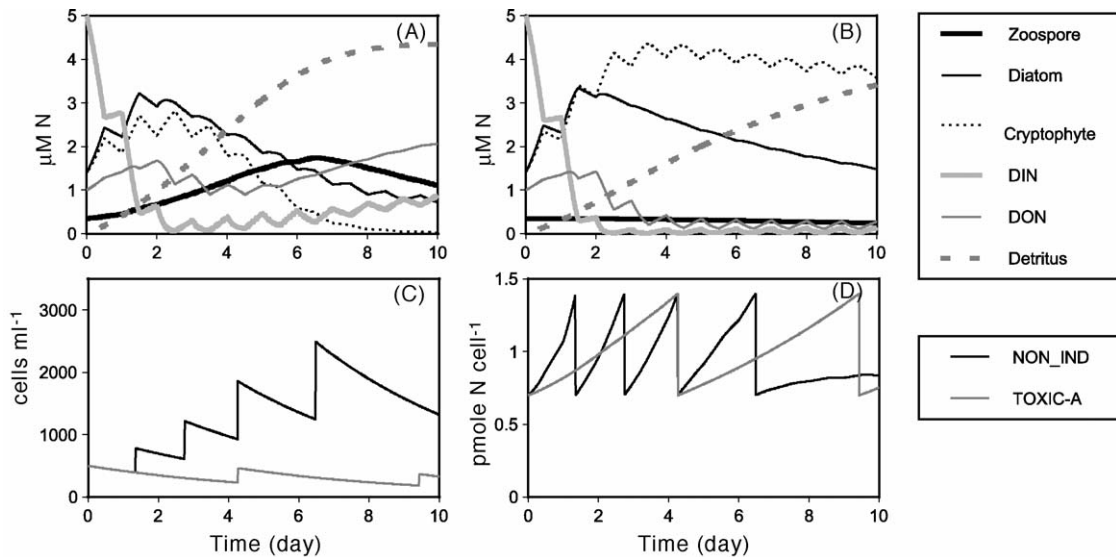 5
4
3
2
1
0
μM N
(A)
0 2 4 6 8 10
5
4
3
2
1
0
μM N
(B)
0 2 4 6 8 10
Zoospore
Diatom
Cryptophyte
DIN
DON
Detritus
3000
2000
1000
0
cells ml⁻¹
(C)
0 2 4 6 8 10
Time (day)
1.5
1
0.5
0
pmole N cell⁻¹
(D)
0 2 4 6 8 10
Time (day)
NON_IND
TOXIC-A